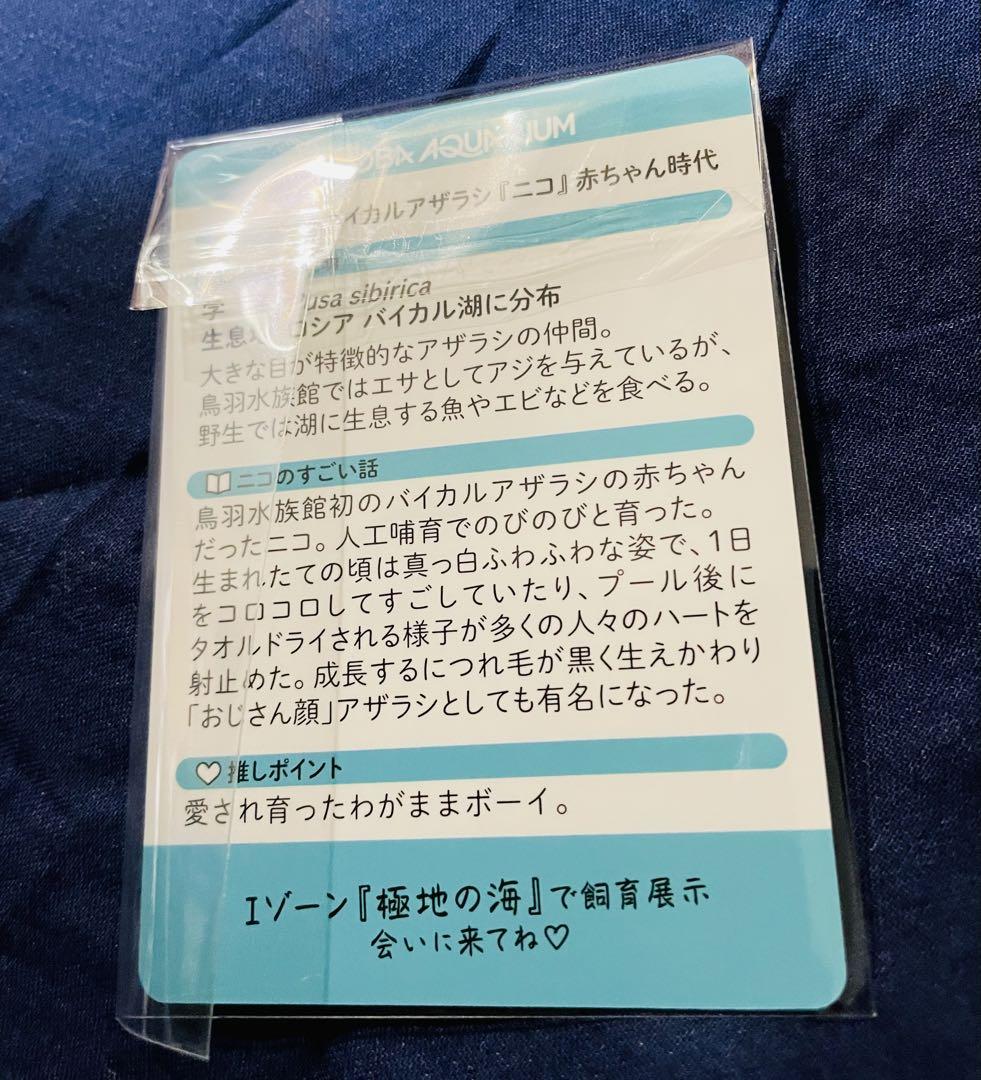 TOBA AQUARIUM
バイカルアザラシ『ニコ』赤ちゃん時代
学 Pusa sibirica
生息地 ロシア バイカル湖に分布
大きな目が特徴的なアザラシの仲間。
鳥羽水族館ではエサとしてアジを与えているが、
野生では湖に生息する魚やエビなどを食べる。
ニコのすごい話
鳥羽水族館初のバイカルアザラシの赤ちゃん
だったニコ。人工哺育でのびのびと育った。
生まれたての頃は真っ白ふわふわな姿で、1日
をコロコロしてすごしていたり、プール後に
タオルドライされる様子が多くの人々のハートを
射止めた。成長するにつれ毛が黒く生えかわり
「おじさん顔」アザラシとしても有名になった。
推しポイント
愛され育ったわがままボーイ。
Iゾーン『極地の海』で飼育展示
会いに来てね♡